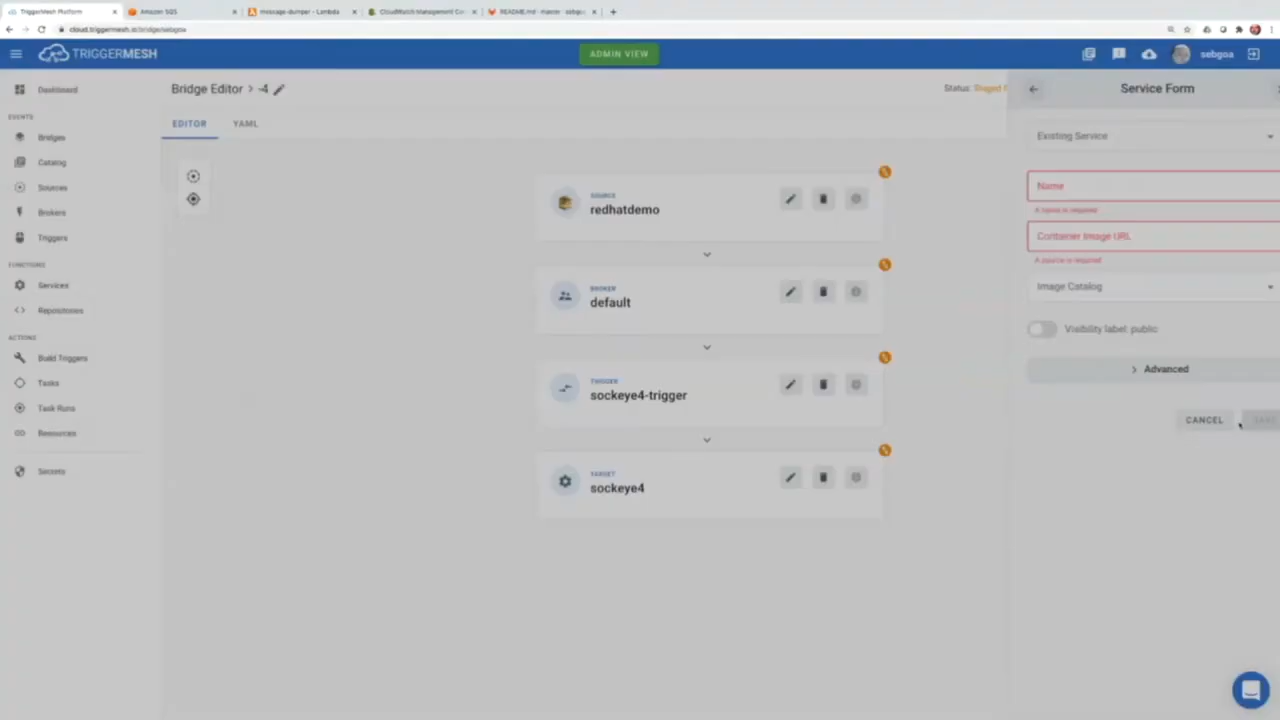 TriggerMesh Platform
Amazon SQS
message-dumper - Lambda
CloudWatch Management Con
README.md · master · sebgoa
cloud.triggermesh.io/bridge/sebgoa
TRIGGERMESH
ADMIN VIEW
sebgoa
Dashboard
EVENTS
Bridges
Catalog
Sources
Brokers
Triggers
FUNCTIONS
Services
Repositories
ACTIONS
Build Triggers
Tasks
Task Runs
Resources
Secrets
Bridge Editor > -4
Status: Staged
EDITOR
YAML
SOURCE
redhatdemo
BROKER
default
TRIGGER
sockeye4-trigger
TARGET
sockeye4
Service Form
Existing Service
Name
A name is required
Container Image URL
A source is required
Image Catalog
Visibility label: public
Advanced
CANCEL
SAVE